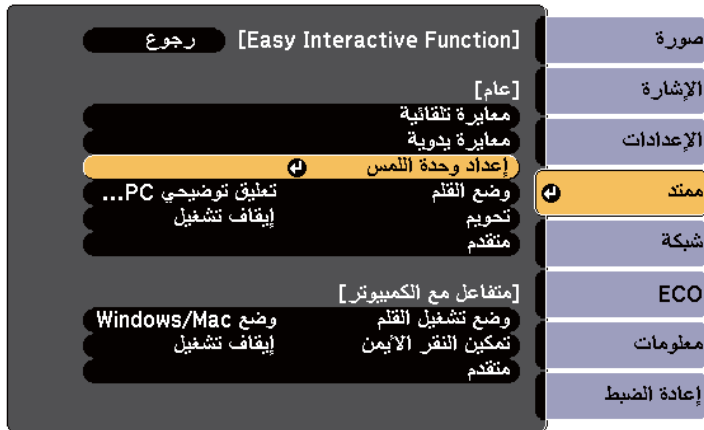 صورة
الإشارة
الإعدادات
ممتد
شبكة
ECO
معلومات
إعادة الضبط
[Easy Interactive Function] رجوع
[عام]
معايرة تلقائية
معايرة يدوية
إعداد وحدة اللمس
وضع القلم تعليق توضيحي PC...
تحويم إيقاف تشغيل
متقدم
[متفاعل مع الكمبيوتر]
وضع تشغيل القلم وضع Windows/Mac
تمكين النقر الأيمن إيقاف تشغيل
متقدم